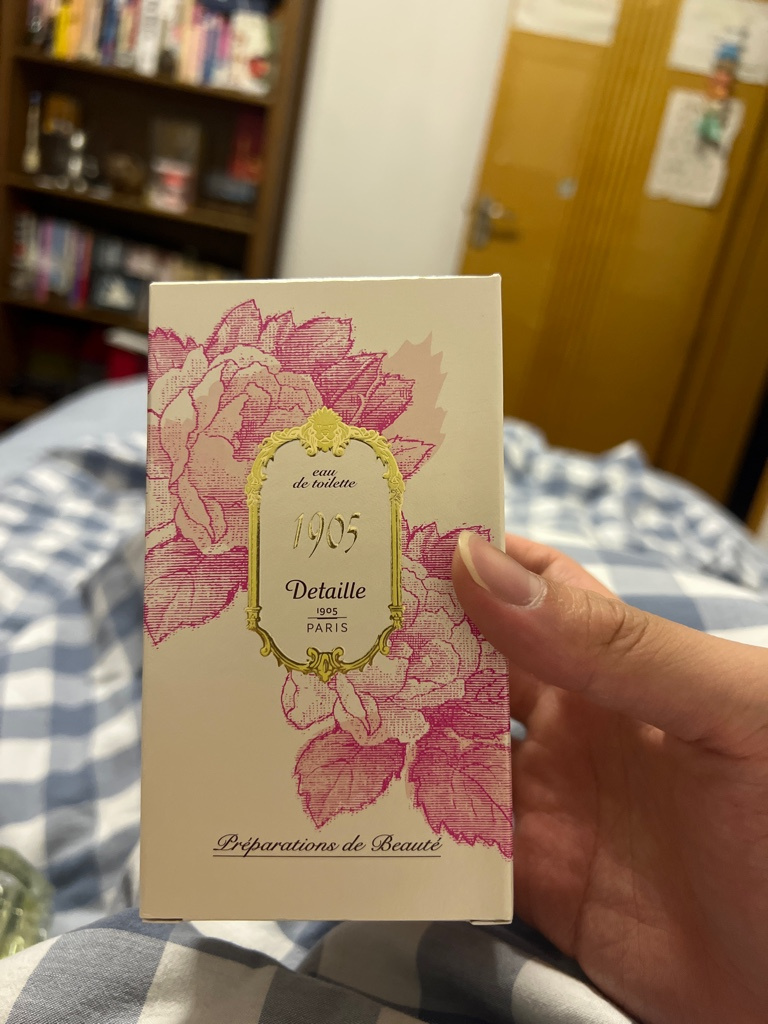 eau
de toilette
1905
Detaille
1905
PARIS
Préparations de Beauté